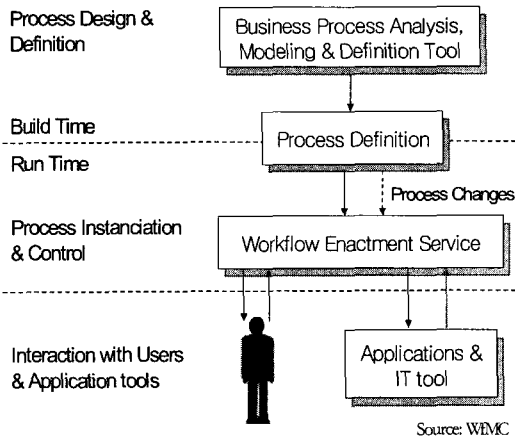 Process Design &
Definition
Business Process Analysis,
Modeling & Definition Tool
Build Time
Process Definition
Run Time
Process Changes
Process Instanciation
& Control
Workflow Enactment Service
Interaction with Users
& Application tools
Applications &
IT tool
Source: WfMC